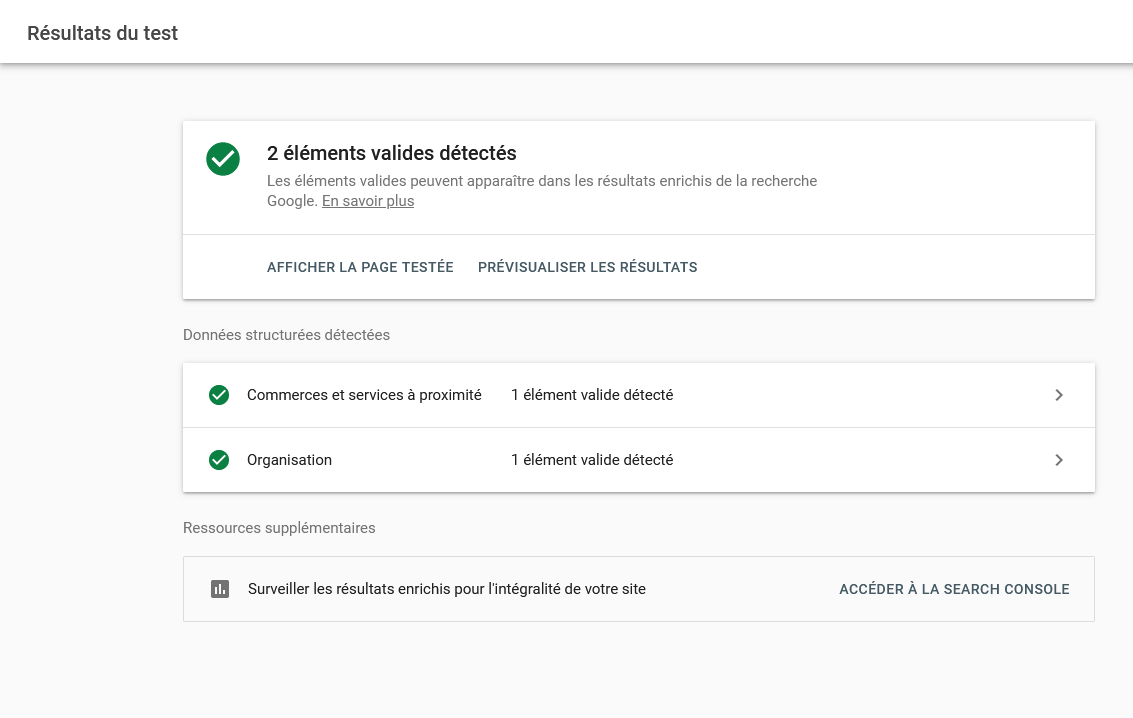 Résultats du test
2 éléments valides détectés
Les éléments valides peuvent apparaître dans les résultats enrichis de la recherche
Google. En savoir plus
AFFICHER LA PAGE TESTÉE PRÉVISUALISER LES RÉSULTATS
Données structurées détectées
Commerces et services à proximité 1 élément valide détecté
Organisation 1 élément valide détecté
Ressources supplémentaires
Surveiller les résultats enrichis pour l'intégralité de votre site ACCÉDER À LA SEARCH CONSOLE